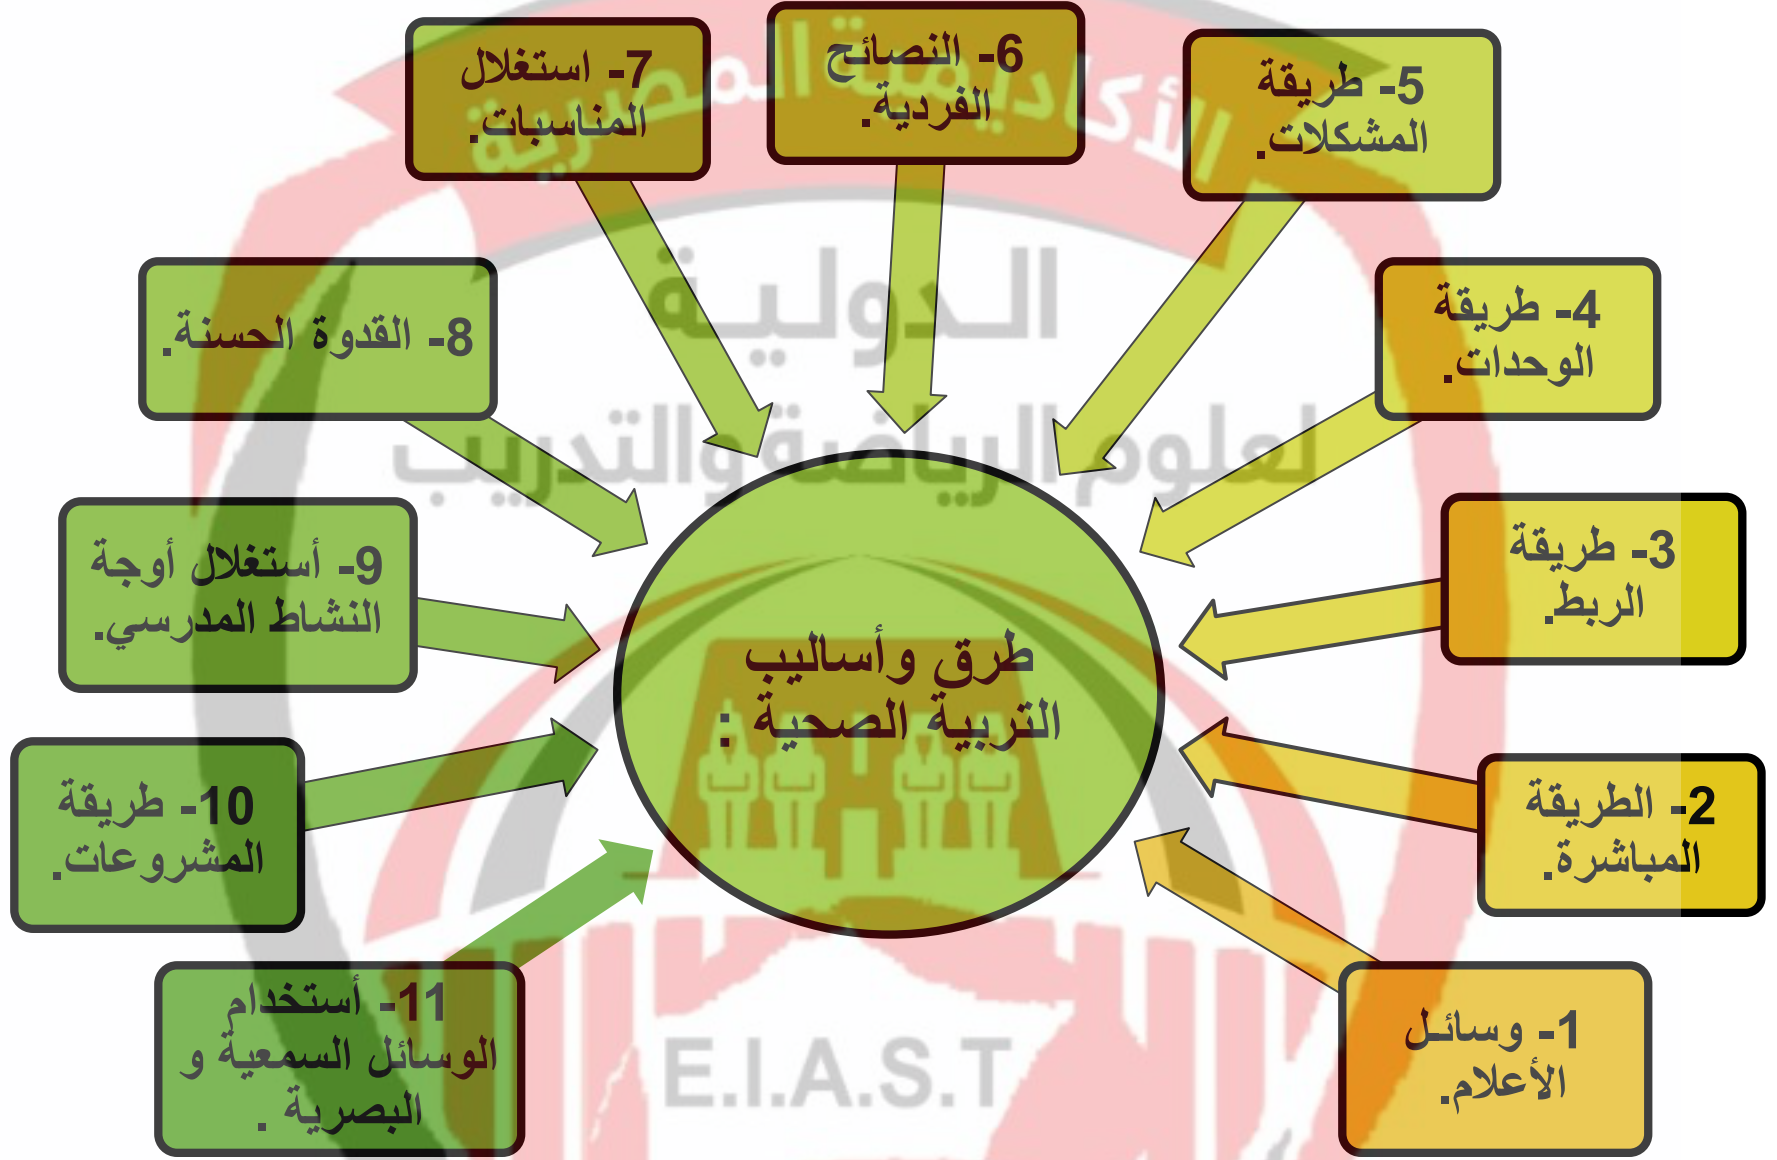 طرق وأساليب
التربية الصحية :
1- وسائل
الأعلام.
2- الطريقة
المباشرة.
3- طريقة
الربط.
4- طريقة
الوحدات.
5- طريقة
المشكلات.
6- النصائح
الفردية.
7- استغلال
المناسبات.
8- القدوة الحسنة.
9- أستغلال أوجة
النشاط المدرسي.
10- طريقة
المشروعات.
11- أستخدام
الوسائل السمعية و
البصرية .
الأكاديمية المصرية
الدولية
لعلوم الرياضة والتدريب
E.I.A.S.T